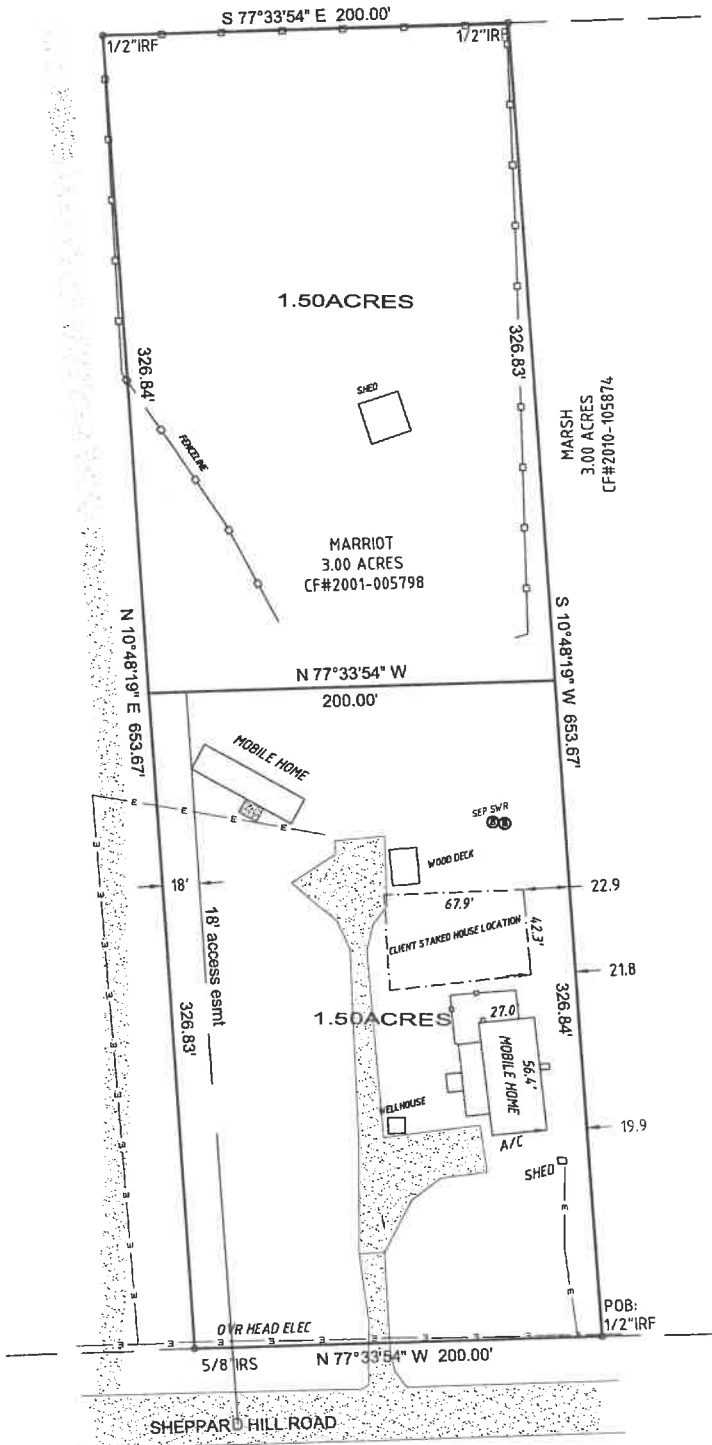 S 77°33'54" E 200.00'
1/2"IRF
1/2"IRF
1.50ACRES
326.84'
326.83'
SHED
MARSH
3.00 ACRES
CF#2010-105874
FENCELINE
MARRIOT
3.00 ACRES
CF#2001-005798
N 10°48'19" E 653.67'
S 10°48'19" W 653.67'
N 77°33'54" W
200.00'
MOBILE HOME
E E E E
SEP SWR
WOOD DECK
18'
22.9
67.9'
42.3'
CLIENT STAKED HOUSE LOCATION
18' access esmt
21.8
326.83'
326.84'
1.50ACRES
27.0
56.4'
MOBILE HOME
WELLHOUSE
19.9
A/C
SHED
POB:
1/2"IRF
OVR HEAD ELEC
5/8"IRS
N 77°33'54" W 200.00'
SHEPPARD HILL ROAD